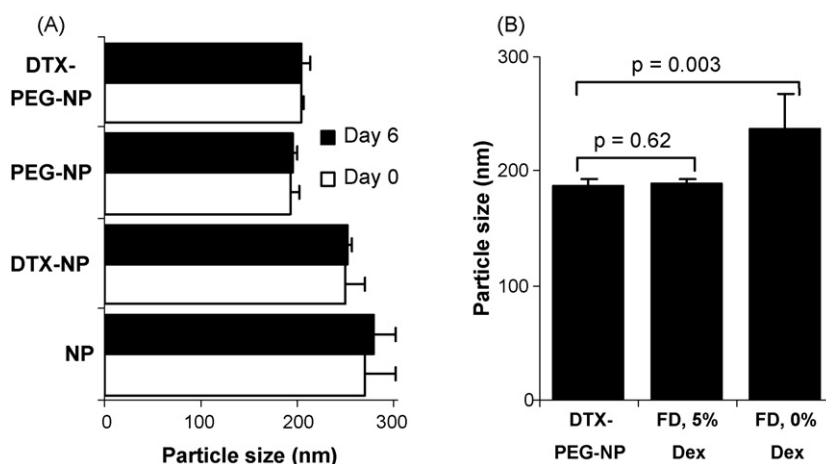 (A)
DTX-
PEG-NP
PEG-NP
DTX-NP
NP
Day 6
Day 0
0 100 200 300
Particle size (nm)
(B)
300
200
100
0
Particle size (nm)
p = 0.003
p = 0.62
DTX-
PEG-NP
FD, 5%
Dex
FD, 0%
Dex